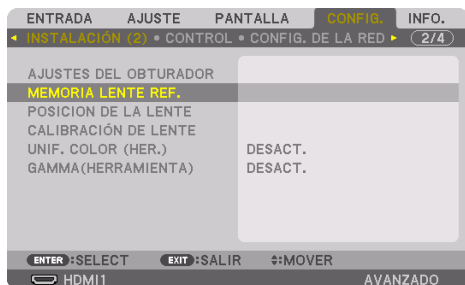 ENTRADA AJUSTE PANTALLA CONFIG. INFO.
INSTALACIÓN (2) • CONTROL • CONFIG. DE LA RED 2/4
AJUSTES DEL OBTURADOR
MEMORIA LENTE REF.
POSICION DE LA LENTE
CALIBRACIÓN DE LENTE
UNIF. COLOR (HER.) DESACT.
GAMMA(HERRAMIENTA) DESACT.
ENTER :SELECT EXIT :SALIR :MOVER
HDMI1 AVANZADO